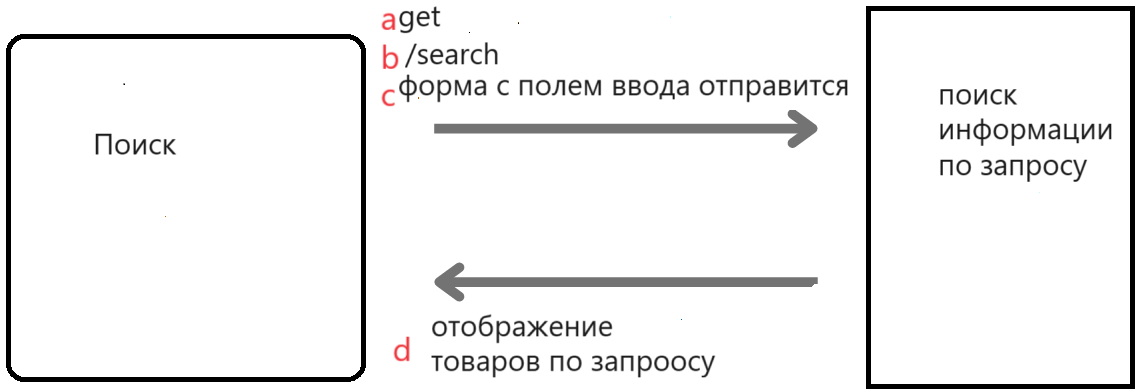 Поиск
a get
b /search
c форма с полем ввода отправится
поиск
информации
по запросу
d отображение
товаров по запроосу